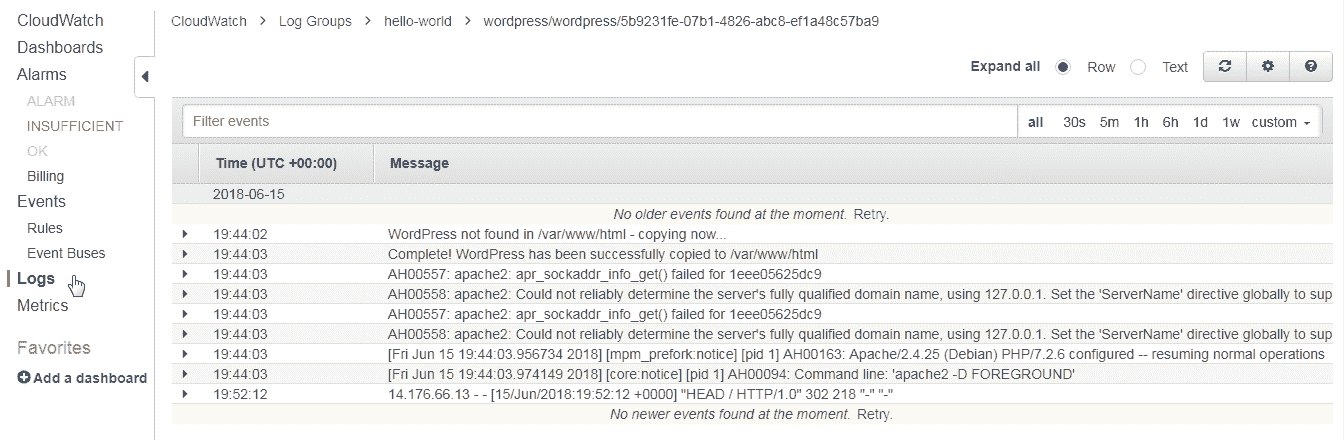 CloudWatch
Dashboards
Alarms
ALARM
INSUFFICIENT
OK
Billing
Events
Rules
Event Buses
Logs
Metrics
Favorites
Add a dashboard
CloudWatch > Log Groups > hello-world > wordpress/wordpress/5b9231fe-07b1-4826-abc8-ef1a48c57ba9
Expand all Row Text
Filter events all 30s 5m 1h 6h 1d 1w custom
Time (UTC +00:00) Message
2018-06-15
No older events found at the moment. Retry.
19:44:02 WordPress not found in /var/www/html - copying now...
19:44:03 Complete! WordPress has been successfully copied to /var/www/html
19:44:03 AH00557: apache2: apr_sockaddr_info_get() failed for 1eee05625dc9
19:44:03 AH00558: apache2: Could not reliably determine the server's fully qualified domain name, using 127.0.0.1. Set the 'ServerName' directive globally to sup
19:44:03 AH00557: apache2: apr_sockaddr_info_get() failed for 1eee05625dc9
19:44:03 AH00558: apache2: Could not reliably determine the server's fully qualified domain name, using 127.0.0.1. Set the 'ServerName' directive globally to sup
19:44:03 [Fri Jun 15 19:44:03.956734 2018] [mpm_prefork:notice] [pid 1] AH00163: Apache/2.4.25 (Debian) PHP/7.2.6 configured -- resuming normal operations
19:44:03 [Fri Jun 15 19:44:03.974149 2018] [core:notice] [pid 1] AH00094: Command line: 'apache2 -D FOREGROUND'
19:52:12 14.176.66.13 - - [15/Jun/2018:19:52:12 +0000] "HEAD / HTTP/1.0" 302 218 "-" "-"
No newer events found at the moment. Retry.